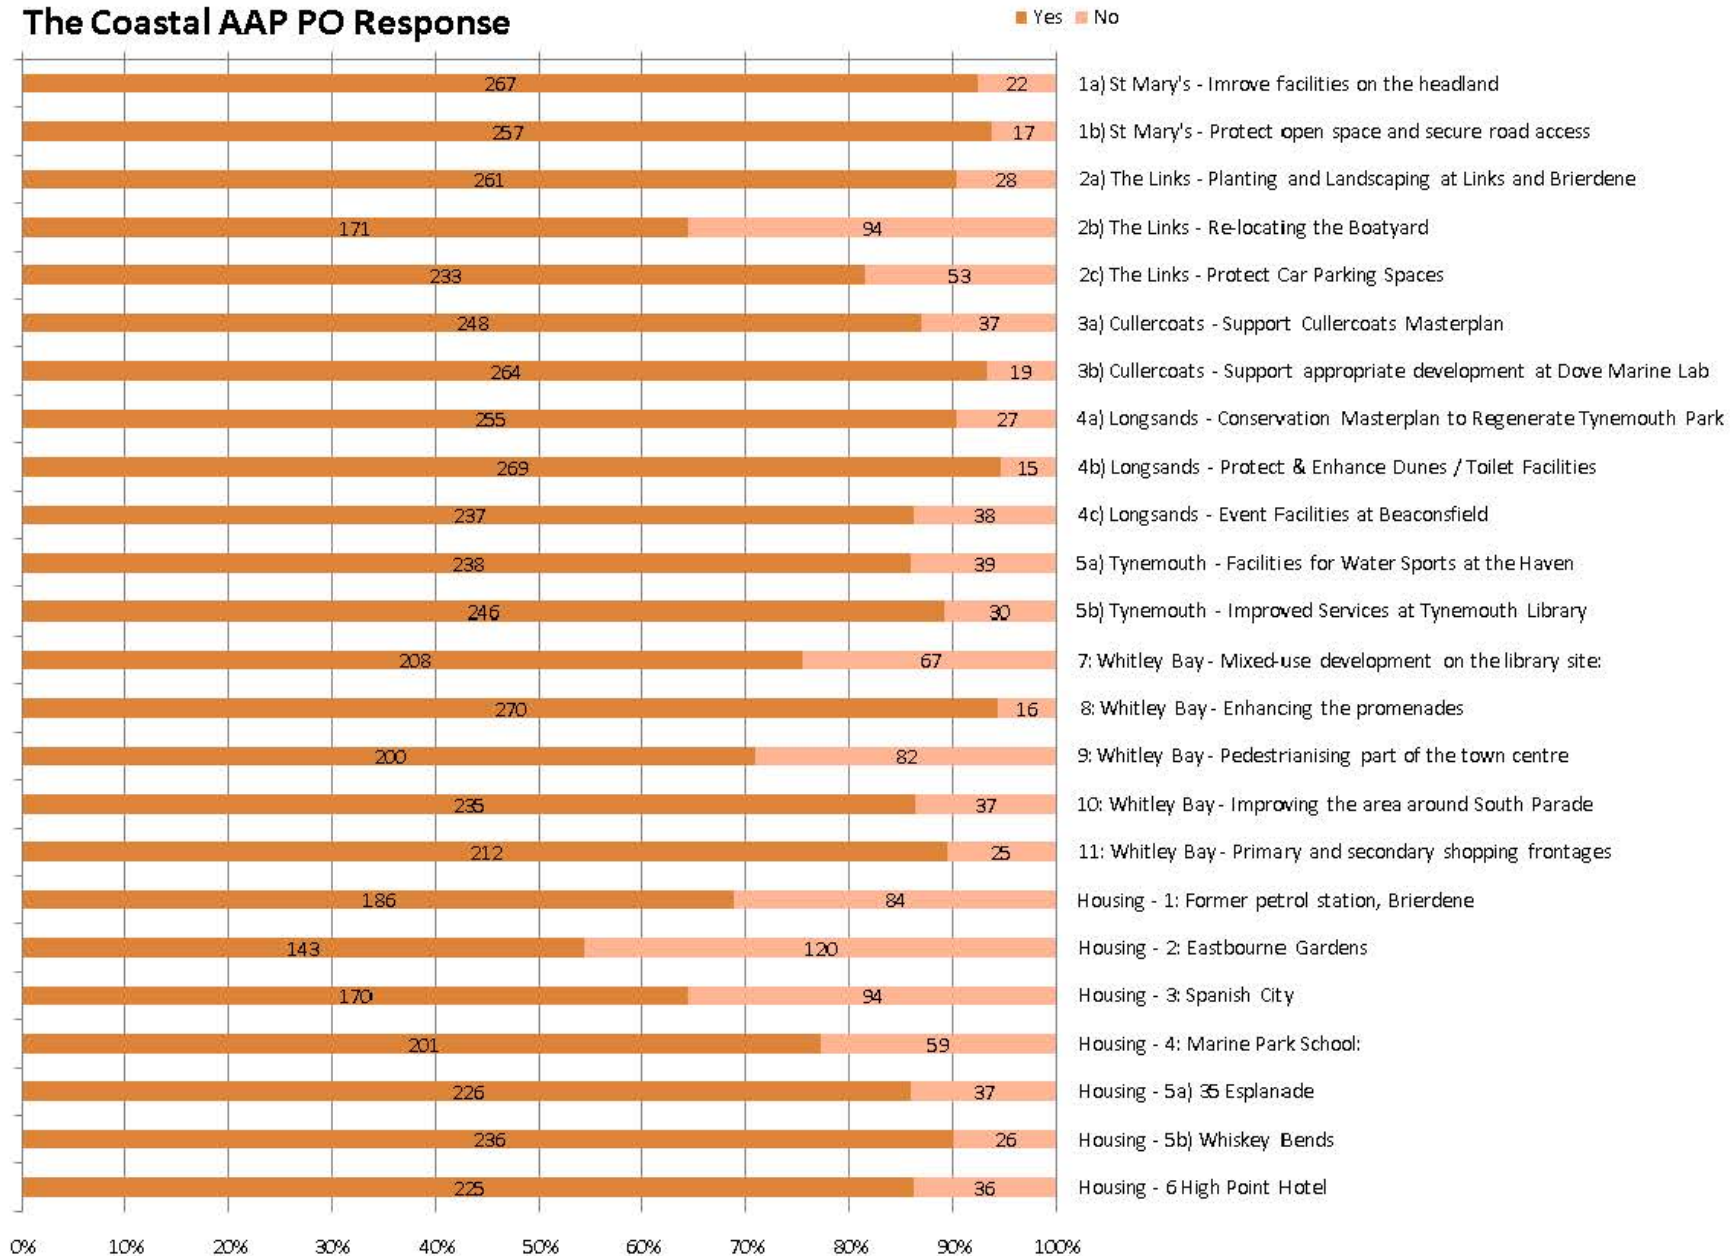 The Coastal AAP PO Response
Yes No
267 22 1a) St Mary's - Imrove facilities on the headland
257 17 1b) St Mary's - Protect open space and secure road access
261 28 2a) The Links - Planting and Landscaping at Links and Brierdene
171 94 2b) The Links - Re-locating the Boatyard
233 53 2c) The Links - Protect Car Parking Spaces
248 37 3a) Cullercoats - Support Cullercoats Masterplan
264 19 3b) Cullercoats - Support appropriate development at Dove Marine Lab
255 27 4a) Longsands - Conservation Masterplan to Regenerate Tynemouth Park
269 15 4b) Longsands - Protect & Enhance Dunes / Toilet Facilities
237 38 4c) Longsands - Event Facilities at Beaconsfield
238 39 5a) Tynemouth - Facilities for Water Sports at the Haven
246 30 5b) Tynemouth - Improved Services at Tynemouth Library
208 67 7: Whitley Bay - Mixed-use development on the library site:
270 16 8: Whitley Bay - Enhancing the promenades
200 82 9: Whitley Bay - Pedestrianising part of the town centre
235 37 10: Whitley Bay - Improving the area around South Parade
212 25 11: Whitley Bay - Primary and secondary shopping frontages
186 84 Housing - 1: Former petrol station, Brierdene
143 120 Housing - 2: Eastbourne Gardens
170 94 Housing - 3: Spanish City
201 59 Housing - 4: Marine Park School:
226 37 Housing - 5a) 35 Esplanade
236 26 Housing - 5b) Whiskey Bends
225 36 Housing - 6 High Point Hotel
0% 10% 20% 30% 40% 50% 60% 70% 80% 90% 100%